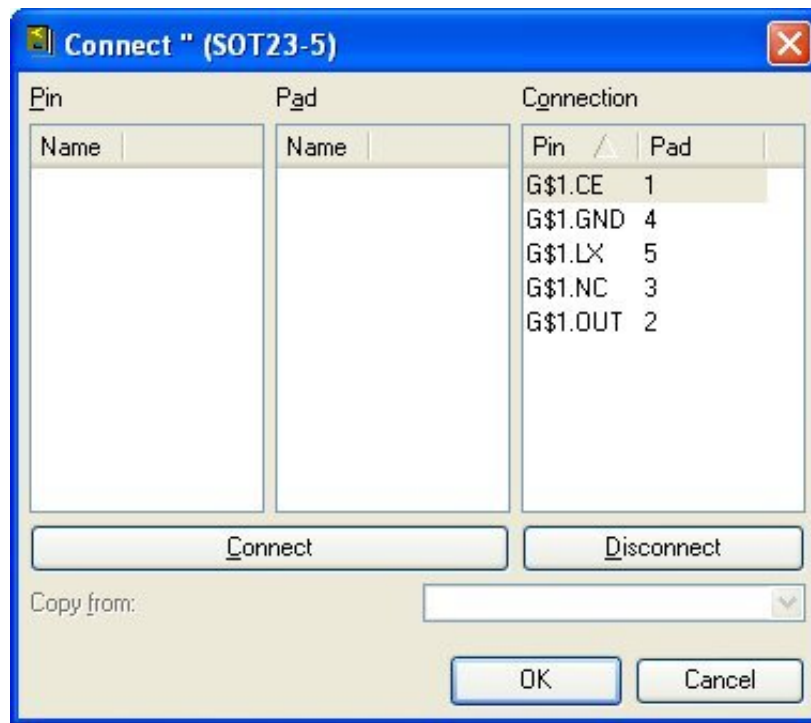 Connect '' (SOT23-5)
Pin Pad Connection
Name Name Pin Pad
G$1.CE 1
G$1.GND 4
G$1.LX 5
G$1.NC 3
G$1.OUT 2
Connect Disconnect
Copy from:
OK Cancel